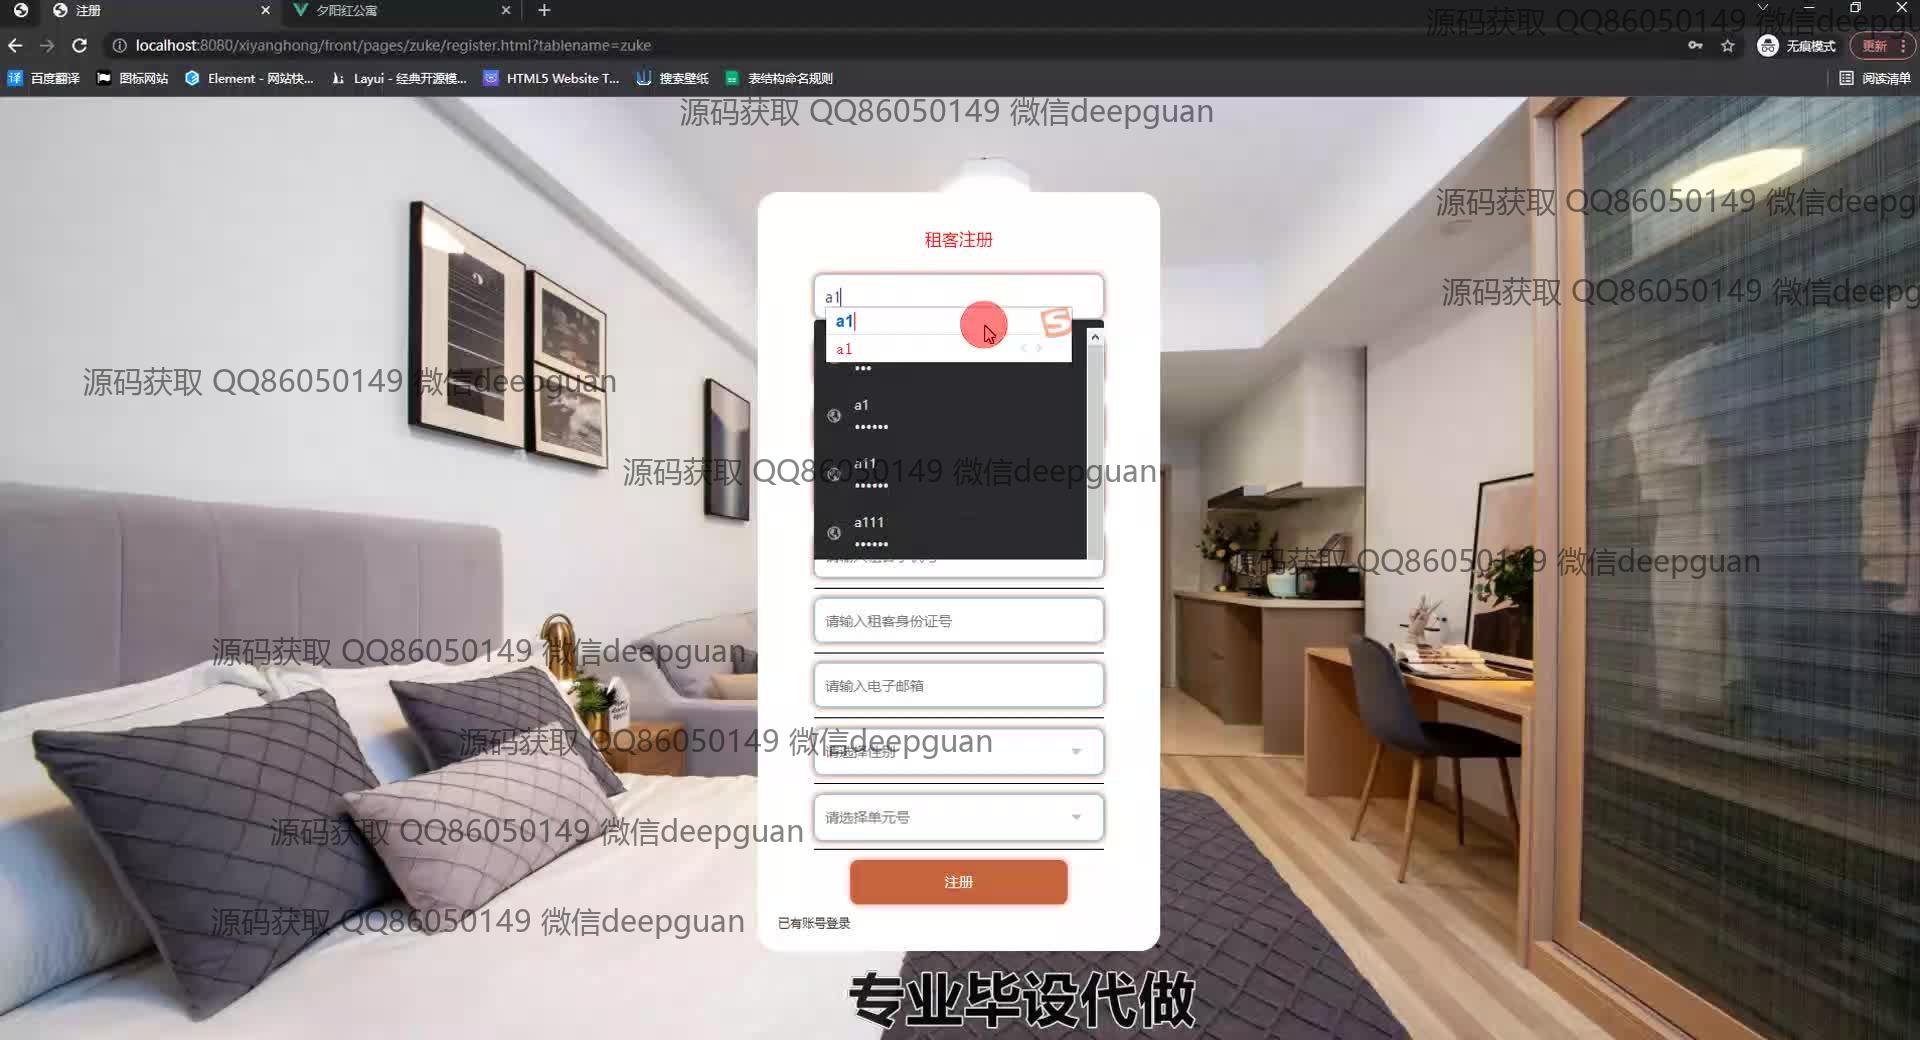 注册
夕阳红公寓
localhost:8080/xiyanghong/front/pages/zuke/register.html?tablename=zuke
无痕模式
更新
百度翻译
图标网站
Element - 网站快...
Layui - 经典开源模...
HTML5 Website T...
搜索壁纸
表结构命名规则
阅读清单
源码获取 QQ86050149 微信deepgu
源码获取 QQ86050149 微信deepguan
源码获取 QQ86050149 微信deepg
源码获取 QQ86050149 微信deepg
租客注册
a1
a1
a1
源码获取 QQ86050149 微信deepguan
a1
a11
源码获取 QQ86050149 微信deepguan
a111
源码获取 QQ86050149 微信deepguan
请输入租客身份证号
源码获取 QQ86050149 微信deepguan
请输入电子邮箱
源码获取 QQ86050149 微信deepguan
请选择性别
请选择单元号
源码获取 QQ86050149 微信deepguan
注册
源码获取 QQ86050149 微信deepguan
已有账号登录
专业毕设代做